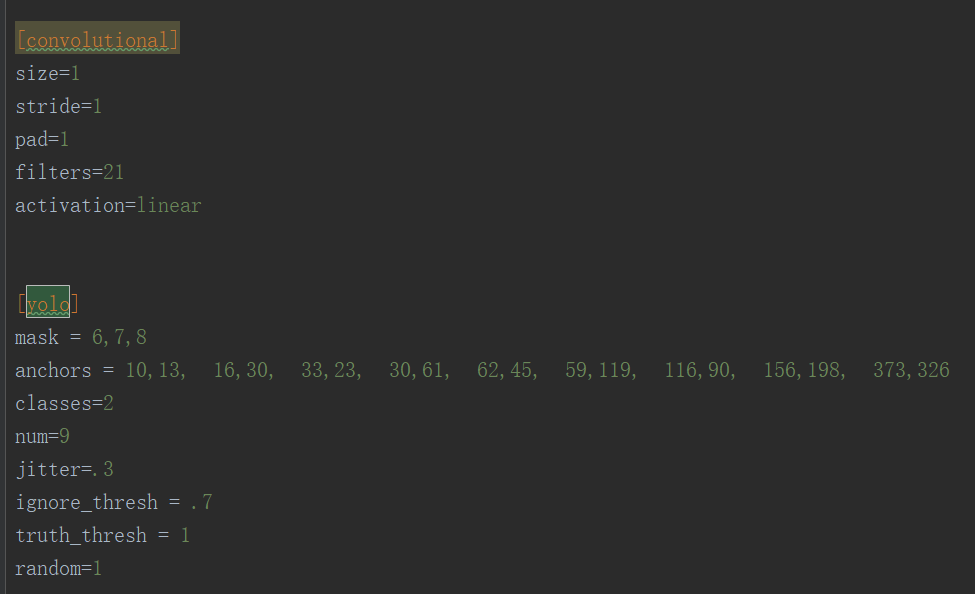 [convolutional]
size=1
stride=1
pad=1
filters=21
activation=linear
[yolo]
mask = 6,7,8
anchors = 10,13,  16,30,  33,23,  30,61,  62,45,  59,119,  116,90,  156,198,  373,326
classes=2
num=9
jitter=.3
ignore_thresh = .7
truth_thresh = 1
random=1